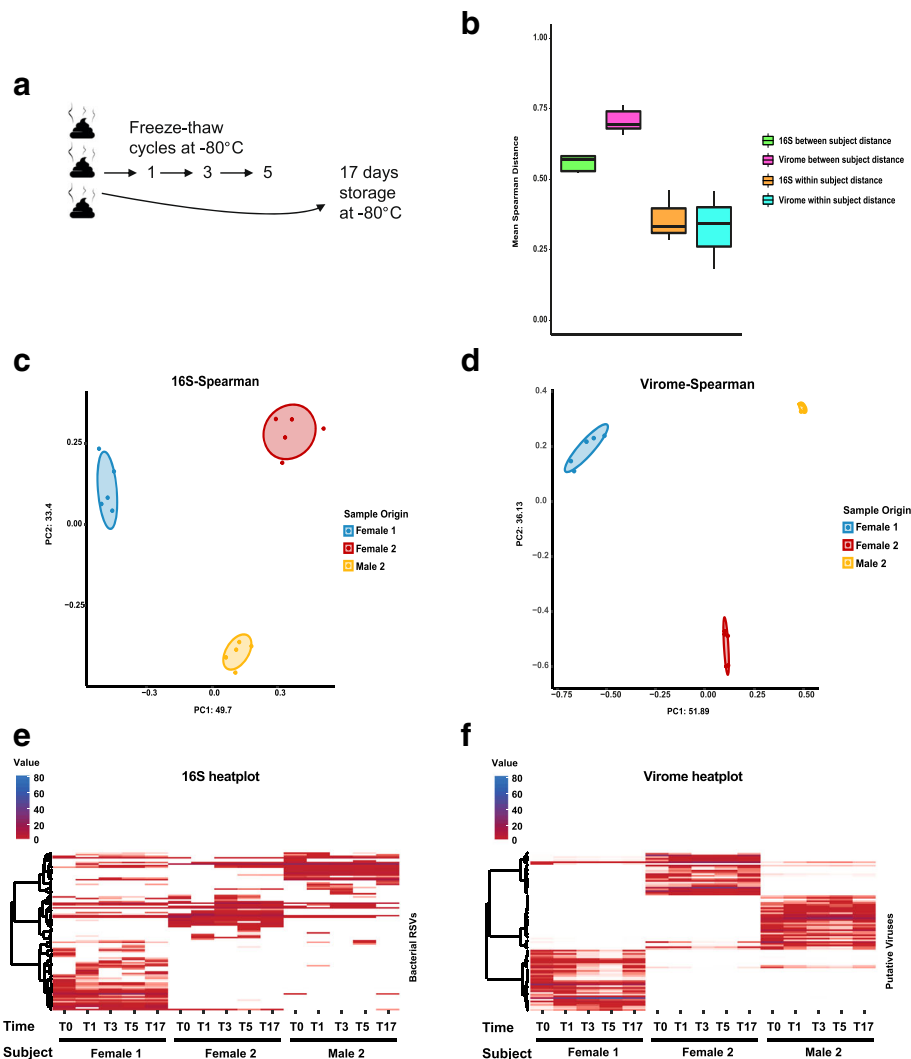 a
Freeze-thaw
cycles at -80°C
1
3
5
17 days
storage
at -80°C
b
1.00
0.75
0.50
0.25
0.00
Mean Spearman Distance
16S between subject distance
Virome between subject distance
16S within subject distance
Virome within subject distance
c
16S-Spearman
0.25
0.00
−0.25
PC2: 33.4
−0.3
0.0
0.3
PC1: 49.7
Sample Origin
Female 1
Female 2
Male 2
d
Virome-Spearman
0.4
0.2
0.0
−0.2
−0.4
−0.6
PC2: 36.13
−0.75
−0.50
−0.25
0.00
0.25
0.50
PC1: 51.89
Sample Origin
Female 1
Female 2
Male 2
e
Value
80
60
40
20
0
16S heatplot
Bacterial RSVs
Time T0 T1 T3 T5 T17 T0 T1 T3 T5 T17 T0 T1 T3 T5 T17
Subject Female 1 Female 2 Male 2
f
Value
80
60
40
20
0
Virome heatplot
Putative Viruses
Time T0 T1 T3 T5 T17 T0 T1 T3 T5 T17 T0 T1 T3 T5 T17
Subject Female 1 Female 2 Male 2